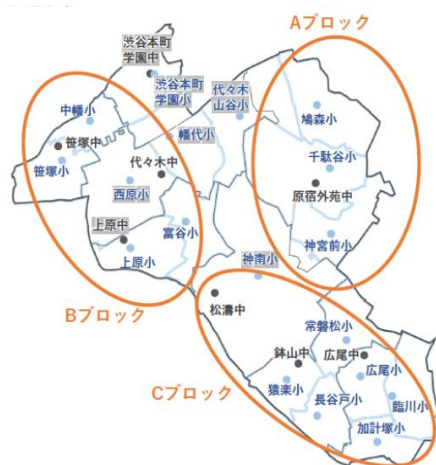 Aブロック
渋谷本町
学園中
渋谷本町
学園小
代々木
山谷小
中幡小
鳩森小
幡代小
笹塚中
笹塚小
代々木中
千駄谷小
西原小
原宿外苑中
上原中
富谷小
神宮前小
上原小
神南小
Bブロック
松濤中
常磐松小
鉢山中
広尾中
Cブロック
猿楽小
広尾小
長谷戸小
臨川小
加計塚小